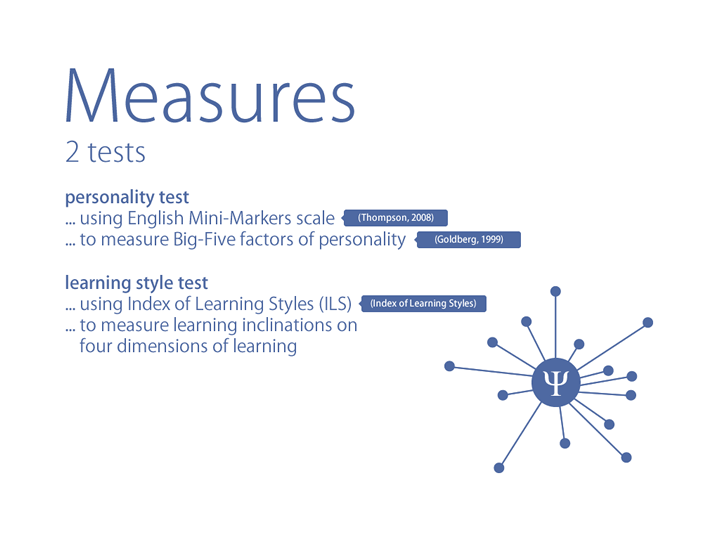 Measures
2 tests
personality test
... using English Mini-Markers scale (Thompson, 2008)
... to measure Big-Five factors of personality (Goldberg, 1999)
learning style test
... using Index of Learning Styles (ILS) (Index of Learning Styles)
... to measure learning inclinations on
four dimensions of learning
Ψ